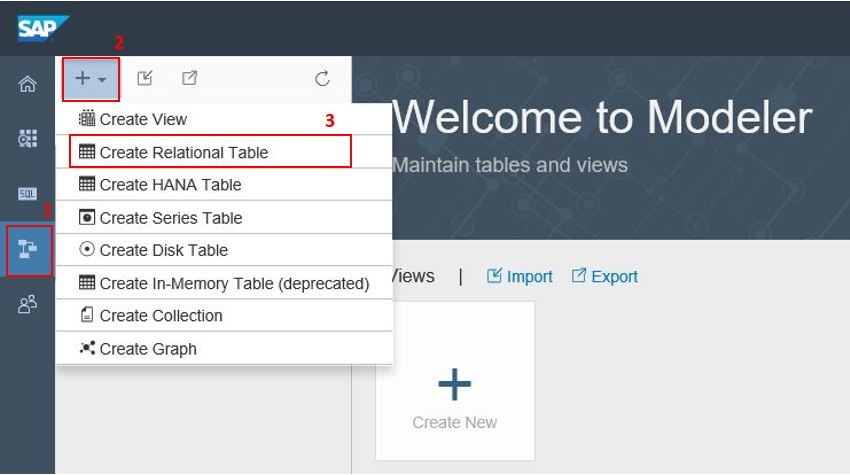 SAP
2
Welcome to Modeler
Maintain tables and views
Create View
3
Create Relational Table
Create HANA Table
SQL
1
Create Series Table
Create Disk Table
Create In-Memory Table (deprecated)
Create Collection
Create Graph
Views | Import Export
Create New